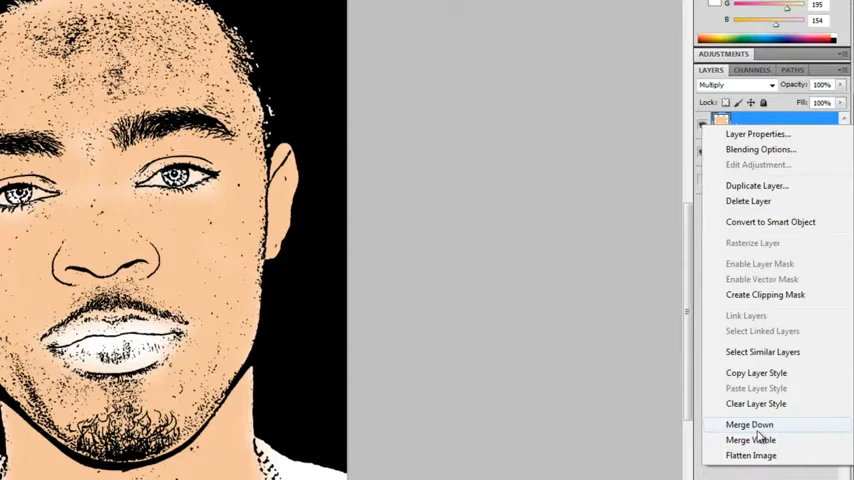 G 195
B 154
ADJUSTMENTS
LAYERS CHANNELS PATHS
Multiply Opacity: 100%
Lock: Fill: 100%
Layer Properties...
Blending Options...
Edit Adjustment...
Duplicate Layer...
Delete Layer
Convert to Smart Object
Rasterize Layer
Enable Layer Mask
Enable Vector Mask
Create Clipping Mask
Link Layers
Select Linked Layers
Select Similar Layers
Copy Layer Style
Paste Layer Style
Clear Layer Style
Merge Down
Merge Visible
Flatten Image